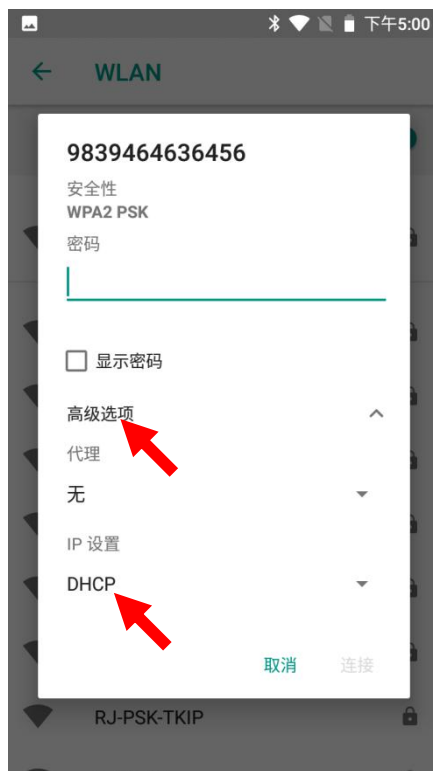 下午5:00
WLAN
9839464636456
安全性
WPA2 PSK
密码
显示密码
高级选项
代理
无
IP 设置
DHCP
取消 连接
RJ-PSK-TKIP